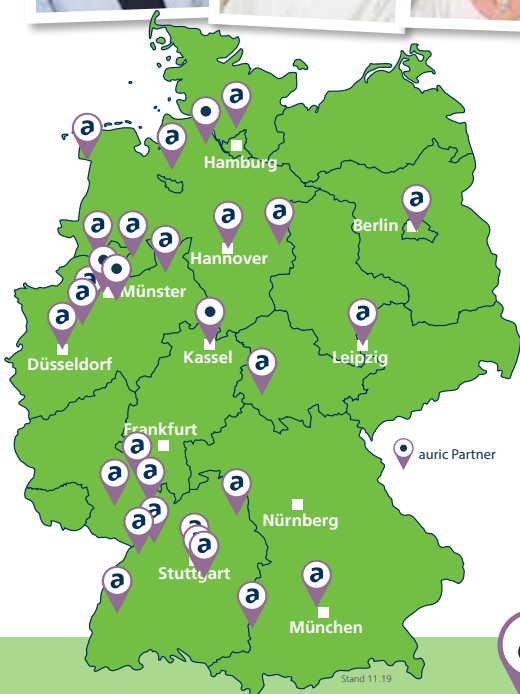 a
a
a
Hamburg
a
Berlin
a
a
a
a
a
Hannover
Münster
a
a
a
Düsseldorf
Kassel
a
Leipzig
a
Frankfurt
a
a
a
auric Partner
a
a
a
Nürnberg
a
a
Stuttgart
a
a
a
München
Stand 11.19